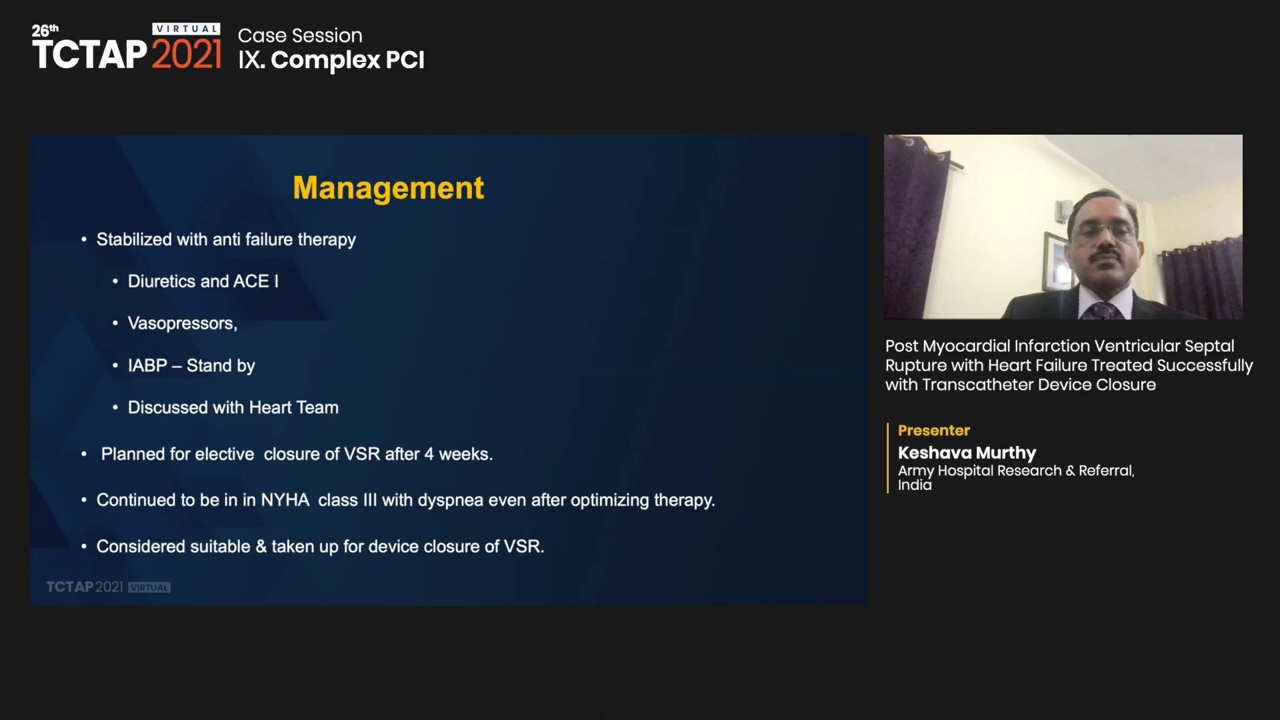 26th
VIRTUAL
TCTAP 2021
Case Session
IX. Complex PCI
Management
• Stabilized with anti failure therapy
• Diuretics and ACE I
• Vasopressors,
• IABP – Stand by
• Discussed with Heart Team
• Planned for elective closure of VSR after 4 weeks.
• Continued to be in in NYHA class III with dyspnea even after optimizing therapy.
• Considered suitable & taken up for device closure of VSR.
TCTAP 2021 VIRTUAL
Post Myocardial Infarction Ventricular Septal
Rupture with Heart Failure Treated Successfully
with Transcatheter Device Closure
Presenter
Keshava Murthy
Army Hospital Research & Referral,
India